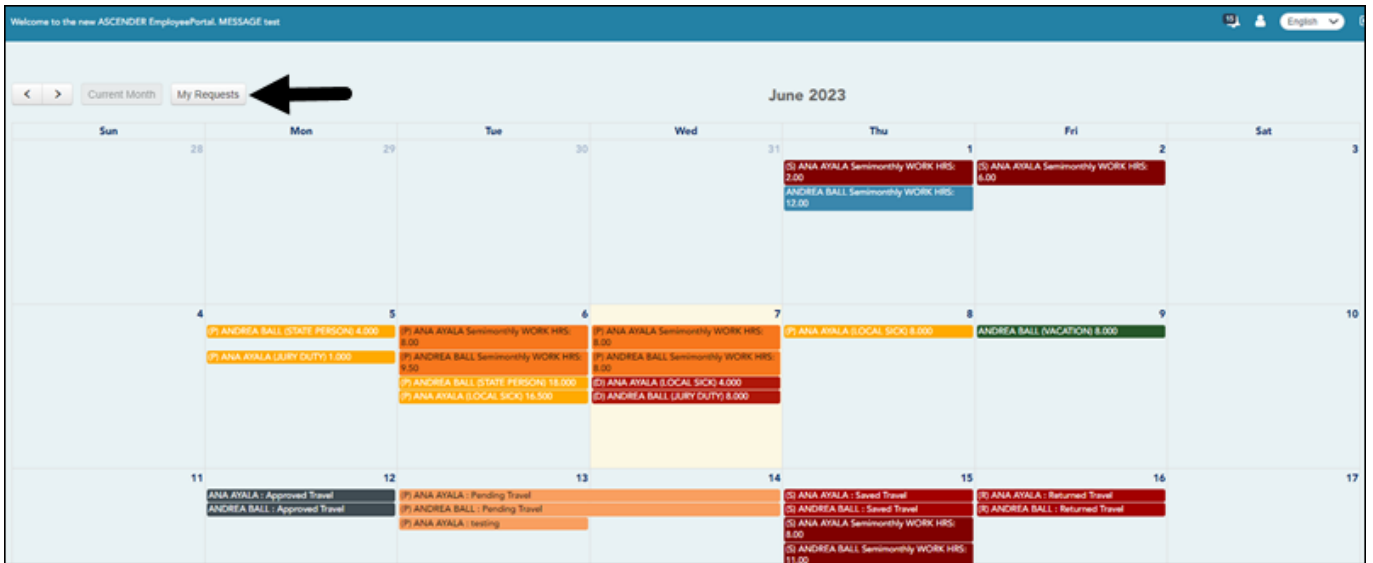 Welcome to the new ASCENDER EmployeePortal. MESSAGE test
15
English
< > Current Month My Requests
June 2023
Sun Mon Tue Wed Thu Fri Sat
28 29 30 31 1 2 3
(S) ANA AYALA Semimonthly WORK HRS:
2.00
(S) ANA AYALA Semimonthly WORK HRS:
6.00
ANDREA BALL Semimonthly WORK HRS:
12.00
4 5 6 7 8 9 10
(P) ANDREA BALL (STATE PERSON) 4.000
(P) ANA AYALA (JURY DUTY) 1.000
(P) ANA AYALA Semimonthly WORK HRS:
8.00
(P) ANDREA BALL Semimonthly WORK HRS:
9.50
(P) ANDREA BALL (STATE PERSON) 18.000
(P) ANA AYALA (LOCAL SICK) 16.500
(P) ANA AYALA Semimonthly WORK HRS:
8.00
(P) ANDREA BALL Semimonthly WORK HRS:
8.00
(D) ANA AYALA (LOCAL SICK) 4.000
(D) ANDREA BALL (JURY DUTY) 8.000
(P) ANA AYALA (LOCAL SICK) 8.000
ANDREA BALL (VACATION) 8.000
11 12 13 14 15 16 17
ANA AYALA : Approved Travel
ANDREA BALL : Approved Travel
(P) ANA AYALA : Pending Travel
(P) ANDREA BALL : Pending Travel
(P) ANA AYALA : testing
(S) ANA AYALA : Saved Travel
(S) ANDREA BALL : Saved Travel
(S) ANA AYALA Semimonthly WORK HRS:
8.00
(S) ANDREA BALL Semimonthly WORK HRS:
11.00
(R) ANA AYALA : Returned Travel
(R) ANDREA BALL : Returned Travel